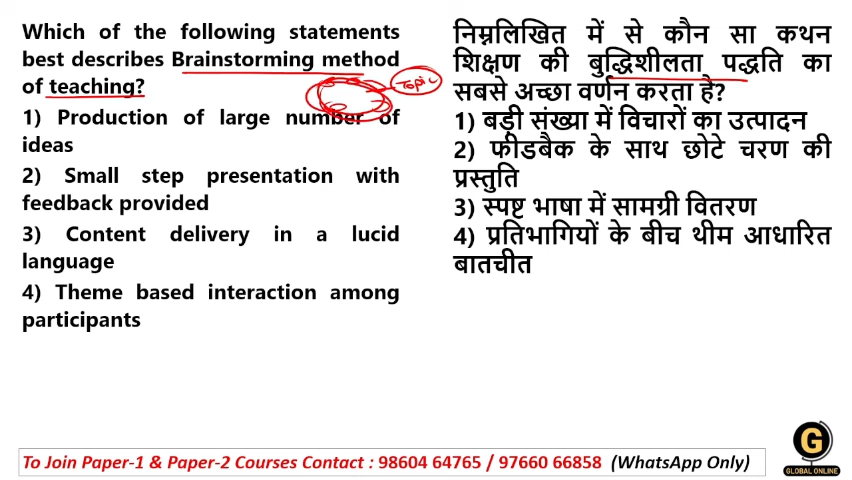 Which of the following statements
best describes Brainstorming method
of teaching?
Topic
1) Production of large number of
ideas
2) Small step presentation with
feedback provided
3) Content delivery in a lucid
language
4) Theme based interaction among
participants
निम्नलिखित में से कौन सा कथन
शिक्षण की बुद्धिशीलता पद्धति का
सबसे अच्छा वर्णन करता है?
1) बड़ी संख्या में विचारों का उत्पादन
2) फीडबैक के साथ छोटे चरण की
प्रस्तुति
3) स्पष्ट भाषा में सामग्री वितरण
4) प्रतिभागियों के बीच थीम आधारित
बातचीत
To Join Paper-1 & Paper-2 Courses Contact : 98604 64765 / 97660 66858 (WhatsApp Only)
G
GLOBAL ONLINE